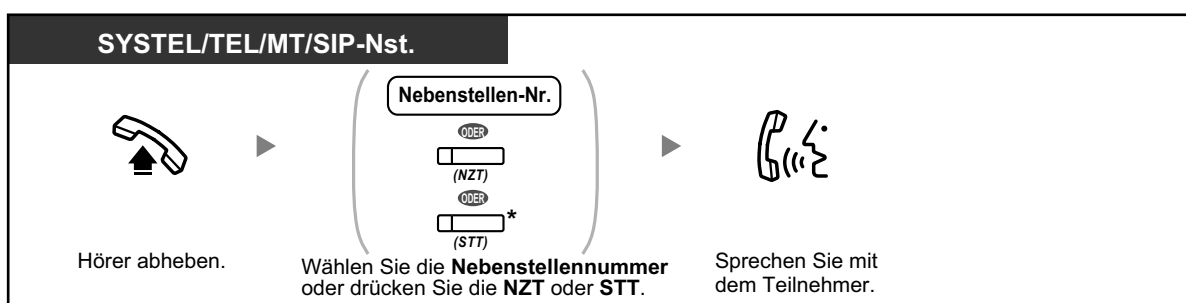 SYSTEL/TEL/MT/SIP-Nst.
Nebenstellen-Nr.
ODER
(NZT)
ODER
*
(STT)
Hörer abheben.
Wählen Sie die Nebenstellennummer
oder drücken Sie die NZT oder STT.
Sprechen Sie mit
dem Teilnehmer.